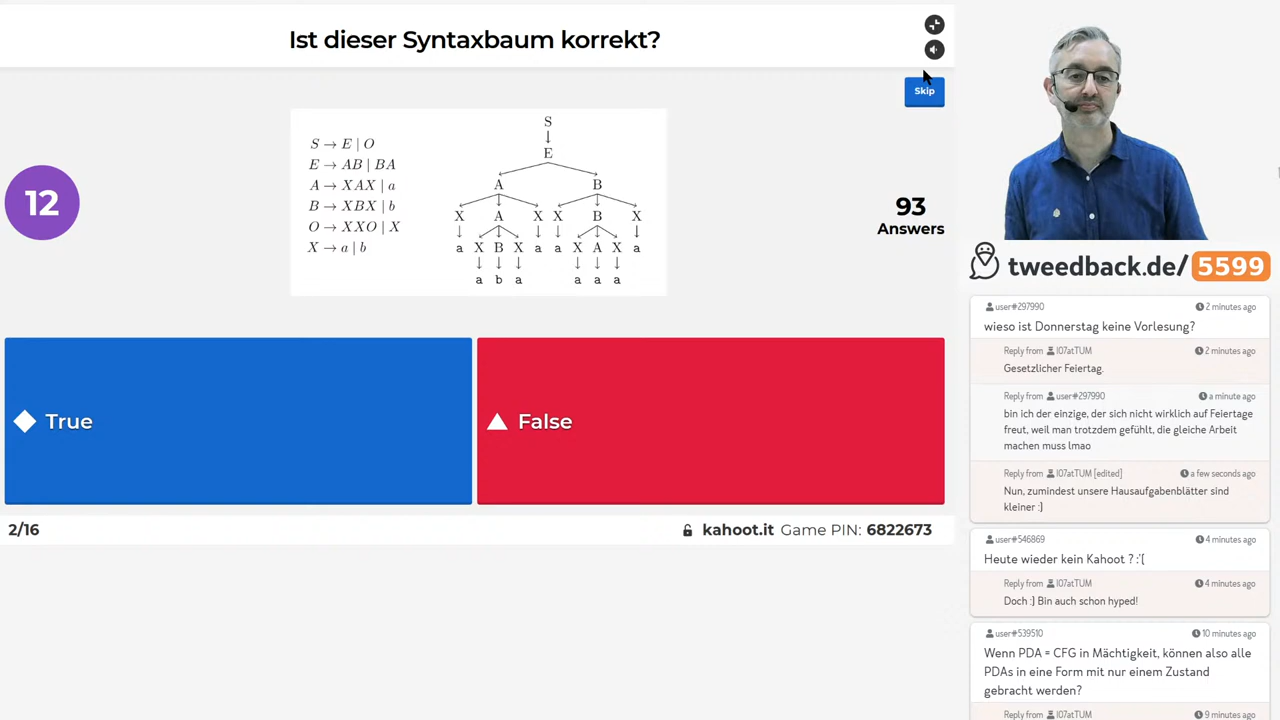 Ist dieser Syntaxbaum korrekt?
Skip
S → E | O
E → AB | BA
A → XAX | a
B → XBX | b
O → XXO | X
X → a | b
S
E
A B
X A X X B X
a X B X a a X A X a
a b a a a a
12
93
Answers
True
False
2/16
kahoot.it Game PIN: 6822673
tweedback.de/ 5599
user#297990 2 minutes ago
wieso ist Donnerstag keine Vorlesung?
Reply from I07atTUM 2 minutes ago
Gesetzlicher Feiertag.
Reply from user#297990 a minute ago
bin ich der einzige, der sich nicht wirklich auf Feiertage
freut, weil man trotzdem gefühlt, die gleiche Arbeit
machen muss lmao
Reply from I07atTUM [edited] a few seconds ago
Nun, zumindest unsere Hausaufgabenblätter sind
kleiner :)
user#546869 4 minutes ago
Heute wieder kein Kahoot ? :'(
Reply from I07atTUM 4 minutes ago
Doch :) Bin auch schon hyped!
user#539510 10 minutes ago
Wenn PDA = CFG in Mächtigkeit, können also alle
PDAs in eine Form mit nur einem Zustand
gebracht werden?
Reply from I07atTUM 9 minutes ago